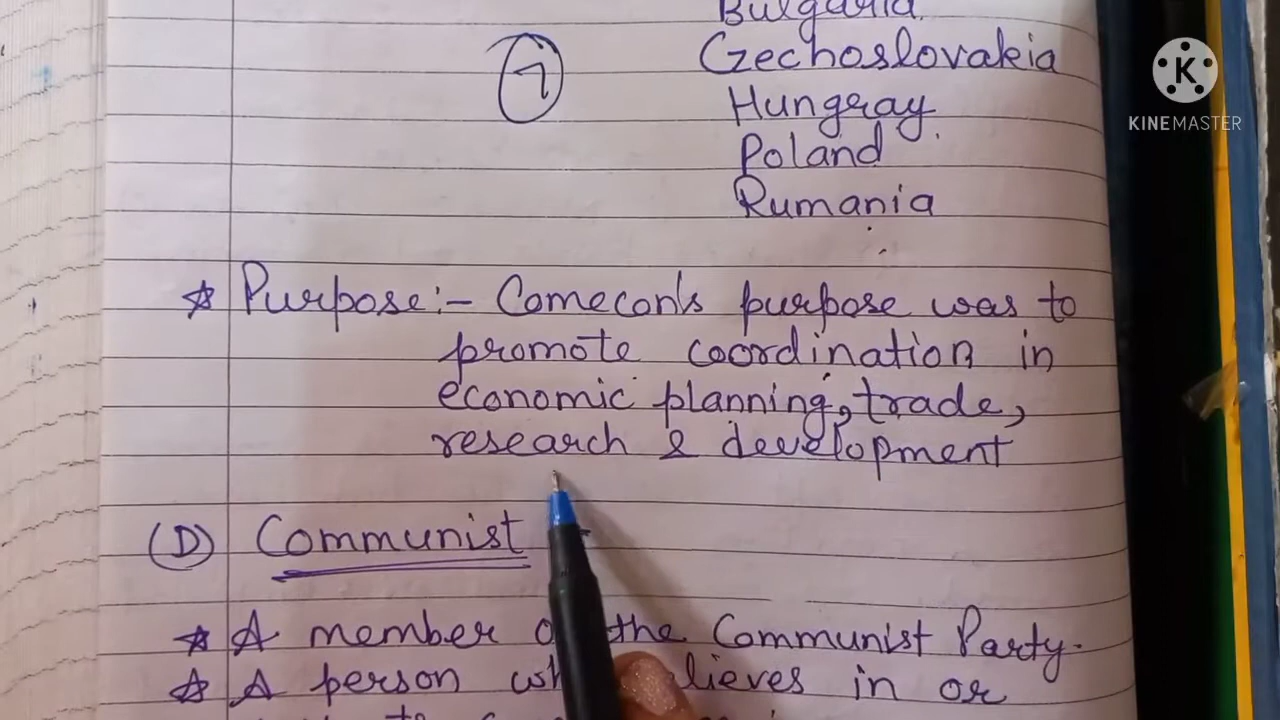 Bulgaria.
7
Czechoslovakia
Hungray
Poland
Rumania
K
KINEMASTER
☆ Purpose:- Comecon's purpose was to
promote coordination in
economic planning, trade,
research & development
(D) Communist
☆ A member the Communist Party.
☆ A person in or